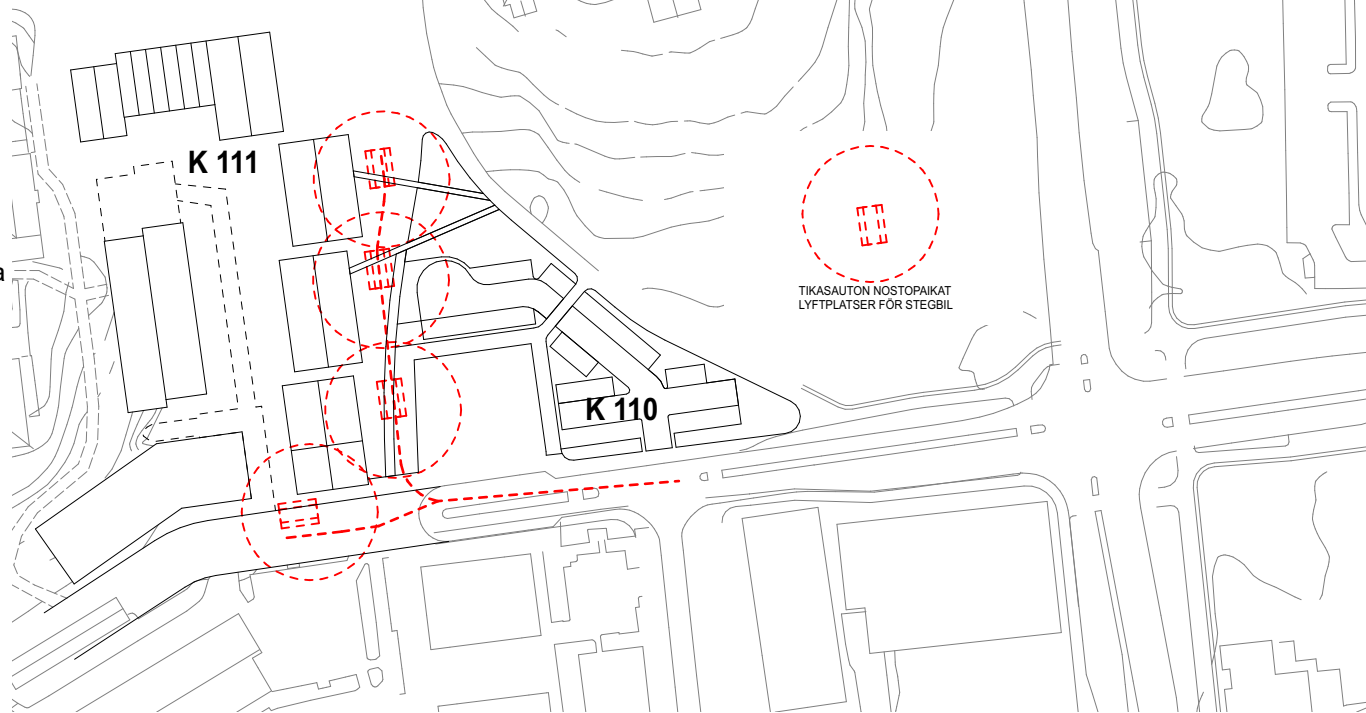 K 111
a
TIKASAUTON NOSTOPAIKAT
LYFTPLATSER FÖR STEGBIL
K 110